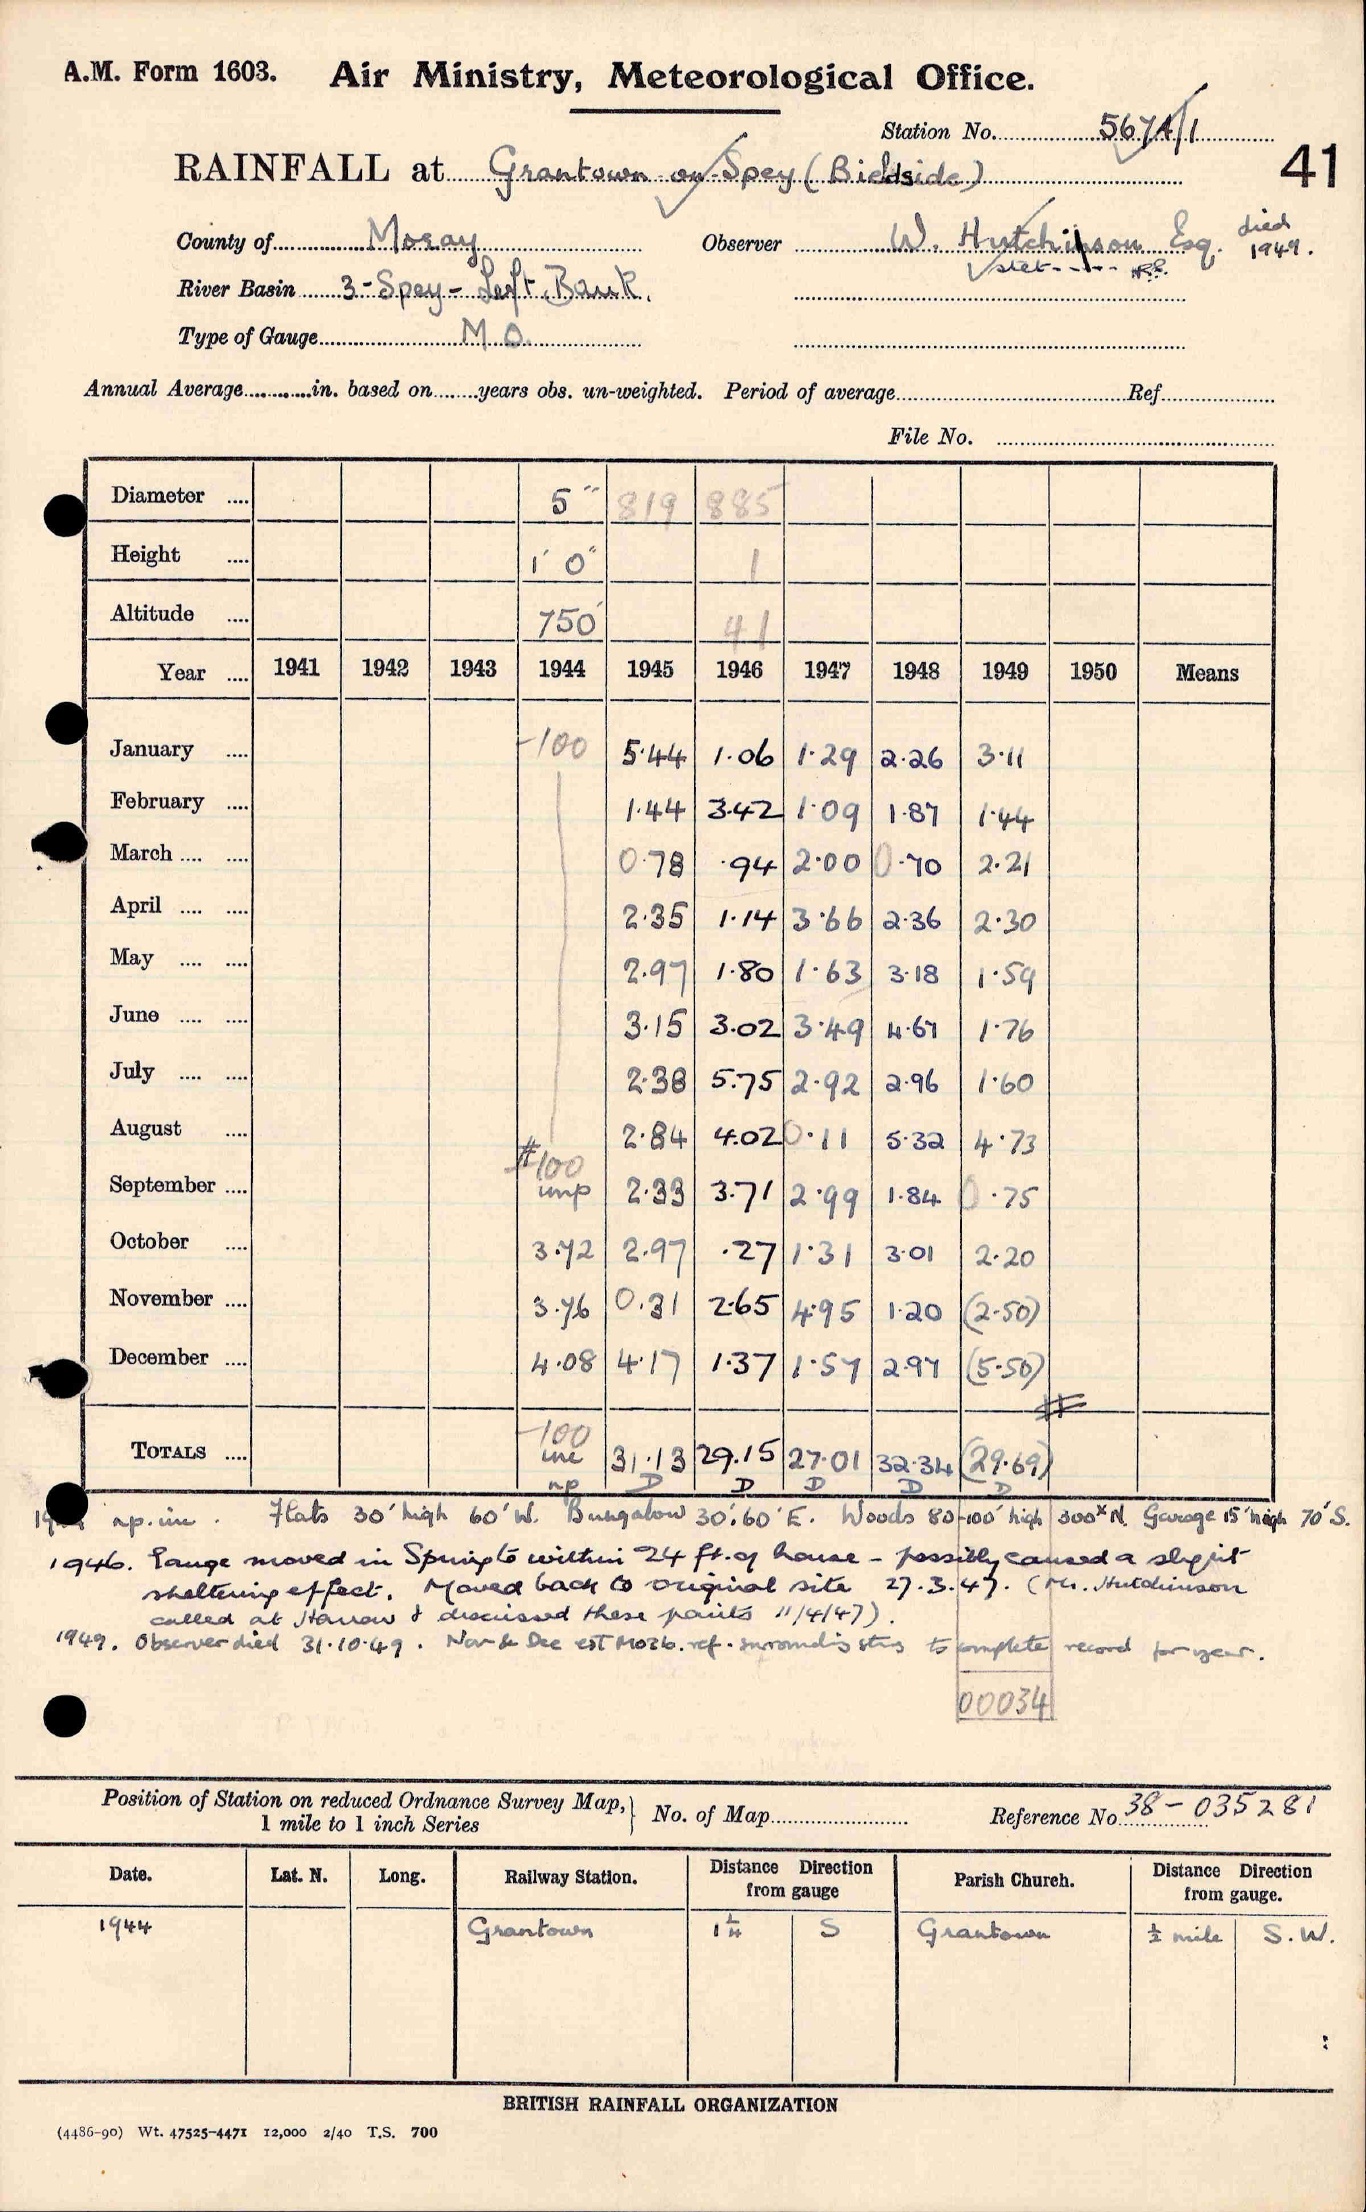 A.M. Form 1603. Air Ministry, Meteorological Office.
Station No. 5674/1
RAINFALL at Grantown-on-Spey (Bieldside) 41
County of Moray Observer W. Hutchinson Esq. died 1949.
stet
River Basin 3-Spey-Left Bank.
Type of Gauge M O.
Annual Average in. based on years obs. un-weighted. Period of average Ref
File No.
Diameter 5" 819 885
Height 1' 0" 1
Altitude 750' 41
Year 1941 1942 1943 1944 1945 1946 1947 1948 1949 1950 Means
January -100 5.44 1.06 1.29 2.26 3.11
February 1.44 3.42 1.09 1.87 1.44
March 0.78 .94 2.00 0.70 2.21
April 2.35 1.14 3.66 2.36 2.30
May 2.97 1.80 1.63 3.18 1.59
June 3.15 3.02 3.49 4.67 1.76
July 2.38 5.75 2.92 2.96 1.60
August 2.84 4.02 0.11 5.32 4.73
September -100 unp 2.33 3.71 2.99 1.84 0.75
October 3.72 2.97 .27 1.31 3.01 2.20
November 3.76 0.31 2.65 4.95 1.20 (2.50)
December 4.08 4.17 1.37 1.57 2.97 (5.50)
TOTALS -100 inc 31.13 29.15 27.01 32.34 (29.69)
np D D D D D
np. inc. Flats 30' high 60' W. Bungalow 30': 60' E. Woods 80-100' high 300x N. Garage 15' high 70' S.
1946. Gauge moved in Spring to within 24 ft. of house - possibly caused a slight
sheltering effect. Moved back to original site 27.3.47. (Mr. Hutchinson
called at Harrow & discussed these points 11/4/47).
1949. Observer died 31.10.49. Nov & Dec est MO2b. ref. surrounding stns to complete record for year.
00034
Position of Station on reduced Ordnance Survey Map, 1 mile to 1 inch Series No. of Map Reference No 38-035281
Date. Lat. N. Long. Railway Station. Distance Direction from gauge Parish Church. Distance Direction from gauge.
1944 Grantown 1¼ S Grantown ½ mile S.W.
BRITISH RAINFALL ORGANIZATION
(4486-90) Wt. 47525-4471 12,000 2/40 T.S. 700